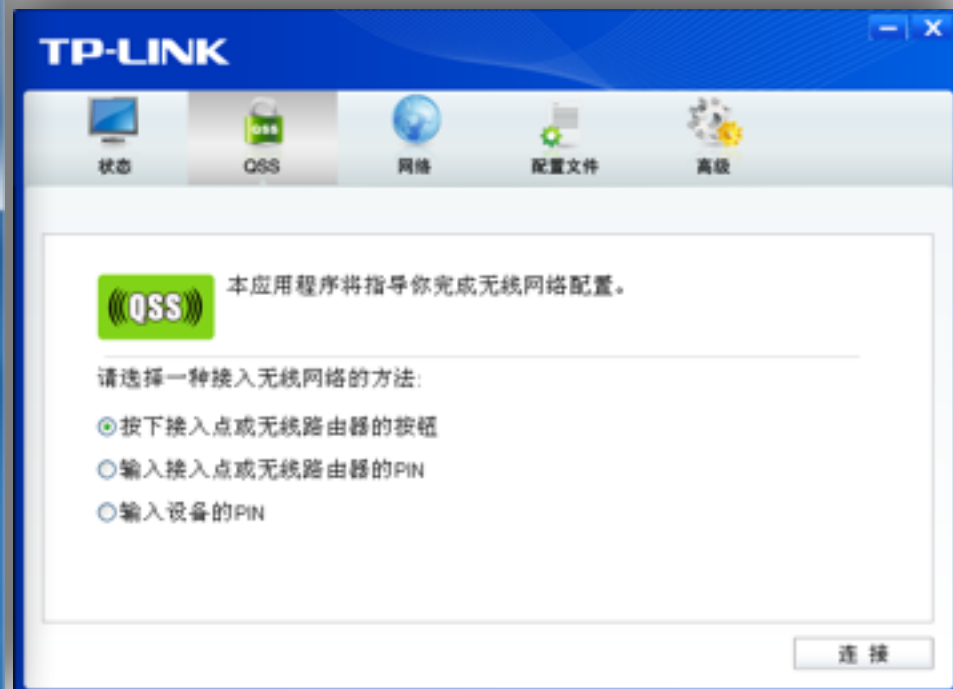 TP-LINK
QSS
状态
QSS
网络
配置文件
高级
QSS
本应用程序将指导你完成无线网络配置。
请选择一种接入无线网络的方法:
按下接入点或无线路由器的按钮
输入接入点或无线路由器的PIN
输入设备的PIN
连 接